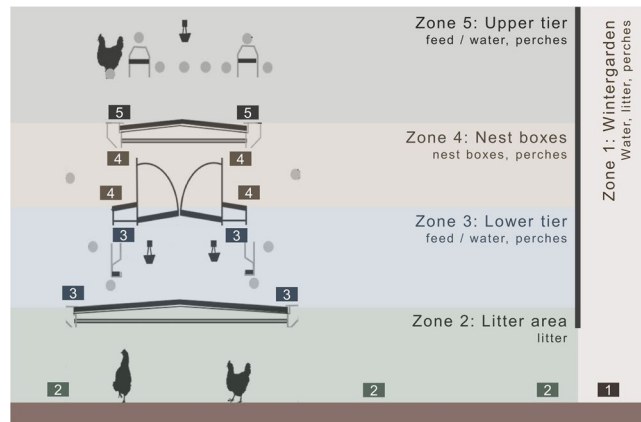 Zone 5: Upper tier
feed / water, perches
5 5
Zone 4: Nest boxes
nest boxes, perches
4 4
4 4
Zone 3: Lower tier
feed / water, perches
3 3
3 3
Zone 2: Litter area
litter
2 2 2
Zone 1: Wintergarden
Water, litter, perches
1